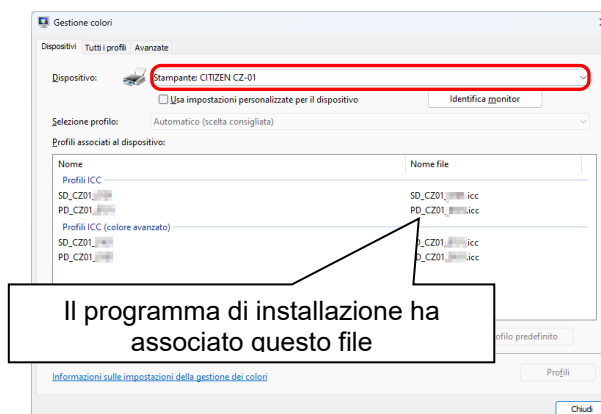 Gestione colori
Dispositivi Tutti i profili Avanzate
Dispositivo: Stampante: CITIZEN CZ-01
Usa impostazioni personalizzate per il dispositivo Identifica monitor
Selezione profilo: Automatico (scelta consigliata)
Profili associati al dispositivo:
Nome Nome file
Profili ICC
SD_CZ01_ SD_CZ01_ .icc
PD_CZ01_ PD_CZ01_ .icc
Profili ICC (colore avanzato)
SD_CZ01_ _CZ01_ .icc
PD_CZ01_ _CZ01_ .icc
Il programma di installazione ha
associato questo file
predefinito
Informazioni sulle impostazioni della gestione dei colori Profili
Chiudi